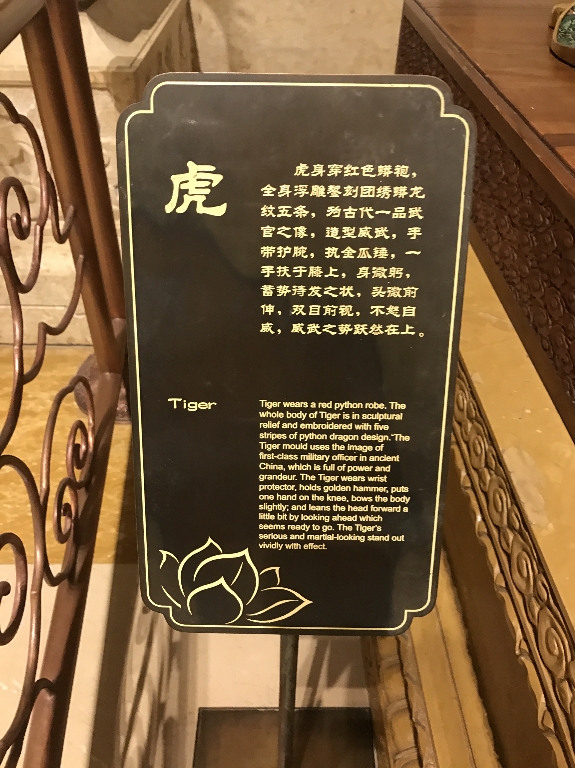 虎
虎身穿红色蟒袍，
全身浮雕錾刻团绣蟒龙
纹五条，为古代一品武
官之像，造型威武，手
带护腕，执金瓜锤，一
手扶于膝上，身微躬，
蓄势待发之状，头微前
伸，双目前视，不怒自
威，威武之势跃然在上。
Tiger
Tiger wears a red python robe. The
whole body of Tiger is in sculptural
relief and embroidered with five
stripes of python dragon design. The
Tiger mould uses the image of
first-class military officer in ancient
China, which is full of power and
grandeur. The Tiger wears wrist
protector, holds golden hammer, puts
one hand on the knee, bows the body
slightly; and leans the head forward a
little bit by looking ahead which
seems ready to go. The Tiger's
serious and martial-looking stand out
vividly with effect.